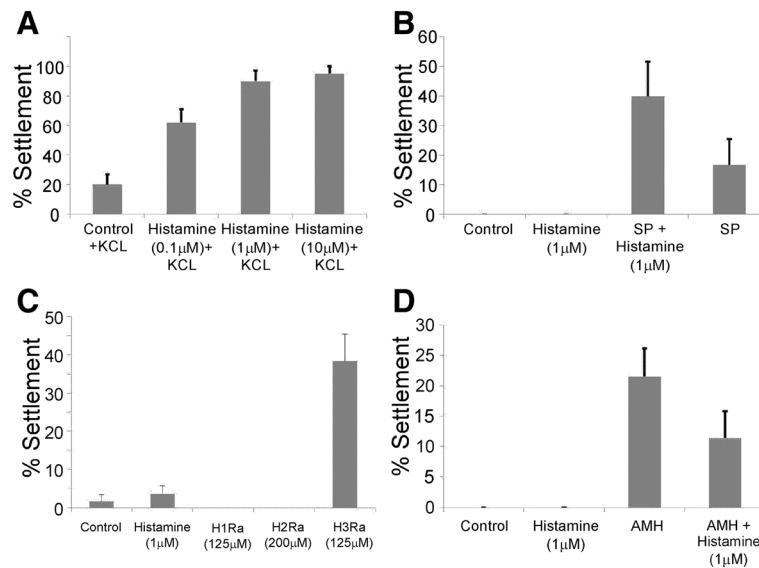 A
% Settlement
100
80
60
40
20
0
Control Histamine Histamine Histamine
+KCL (0.1µM)+ (1µM)+ (10µM)+
KCL KCL KCL
B
% Settlement
60
50
40
30
20
10
0
Control Histamine SP + SP
(1µM) Histamine
(1µM)
C
% Settlement
50
40
30
20
10
0
Control Histamine H1Ra H2Ra H3Ra
(1µM) (125µM) (200µM) (125µM)
D
% Settlement
30
25
20
15
10
5
0
Control Histamine AMH AMH +
(1µM) Histamine
(1µM)